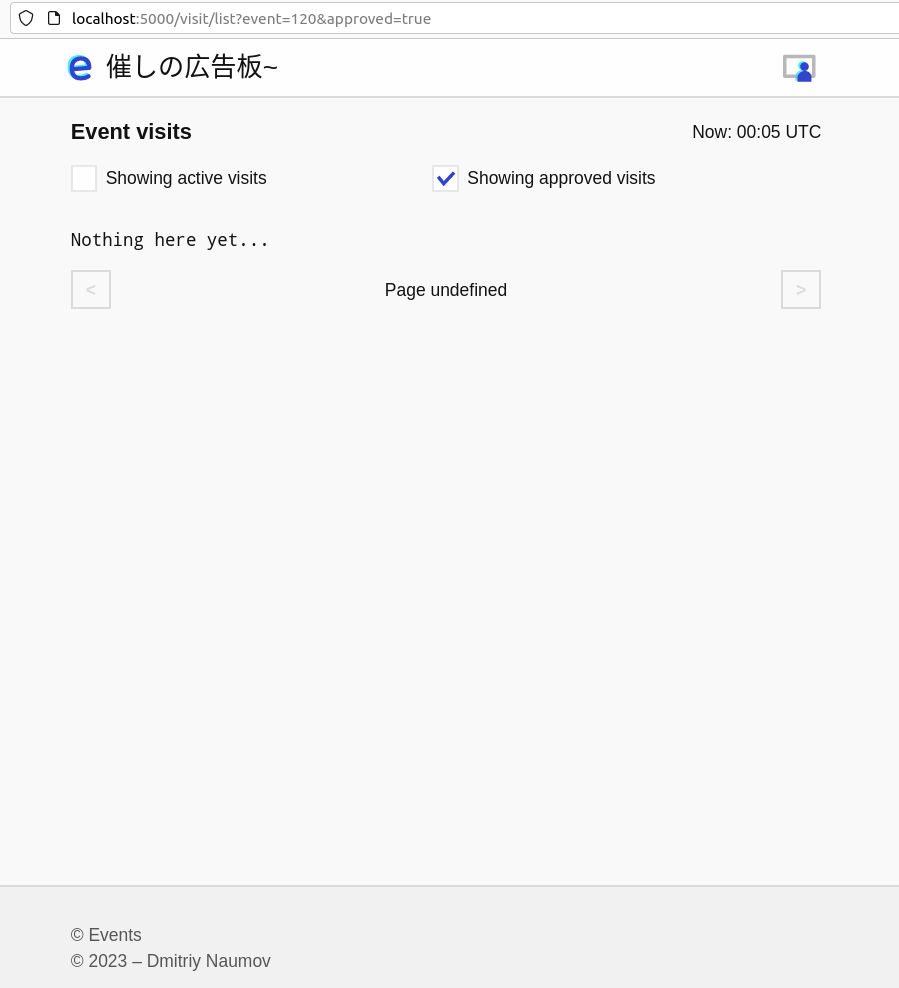 localhost:5000/visit/list?event=120&approved=true
e 催しの広告板~
Event visits
Now: 00:05 UTC
Showing active visits
Showing approved visits
Nothing here yet...
< Page undefined >
© Events
© 2023 – Dmitriy Naumov